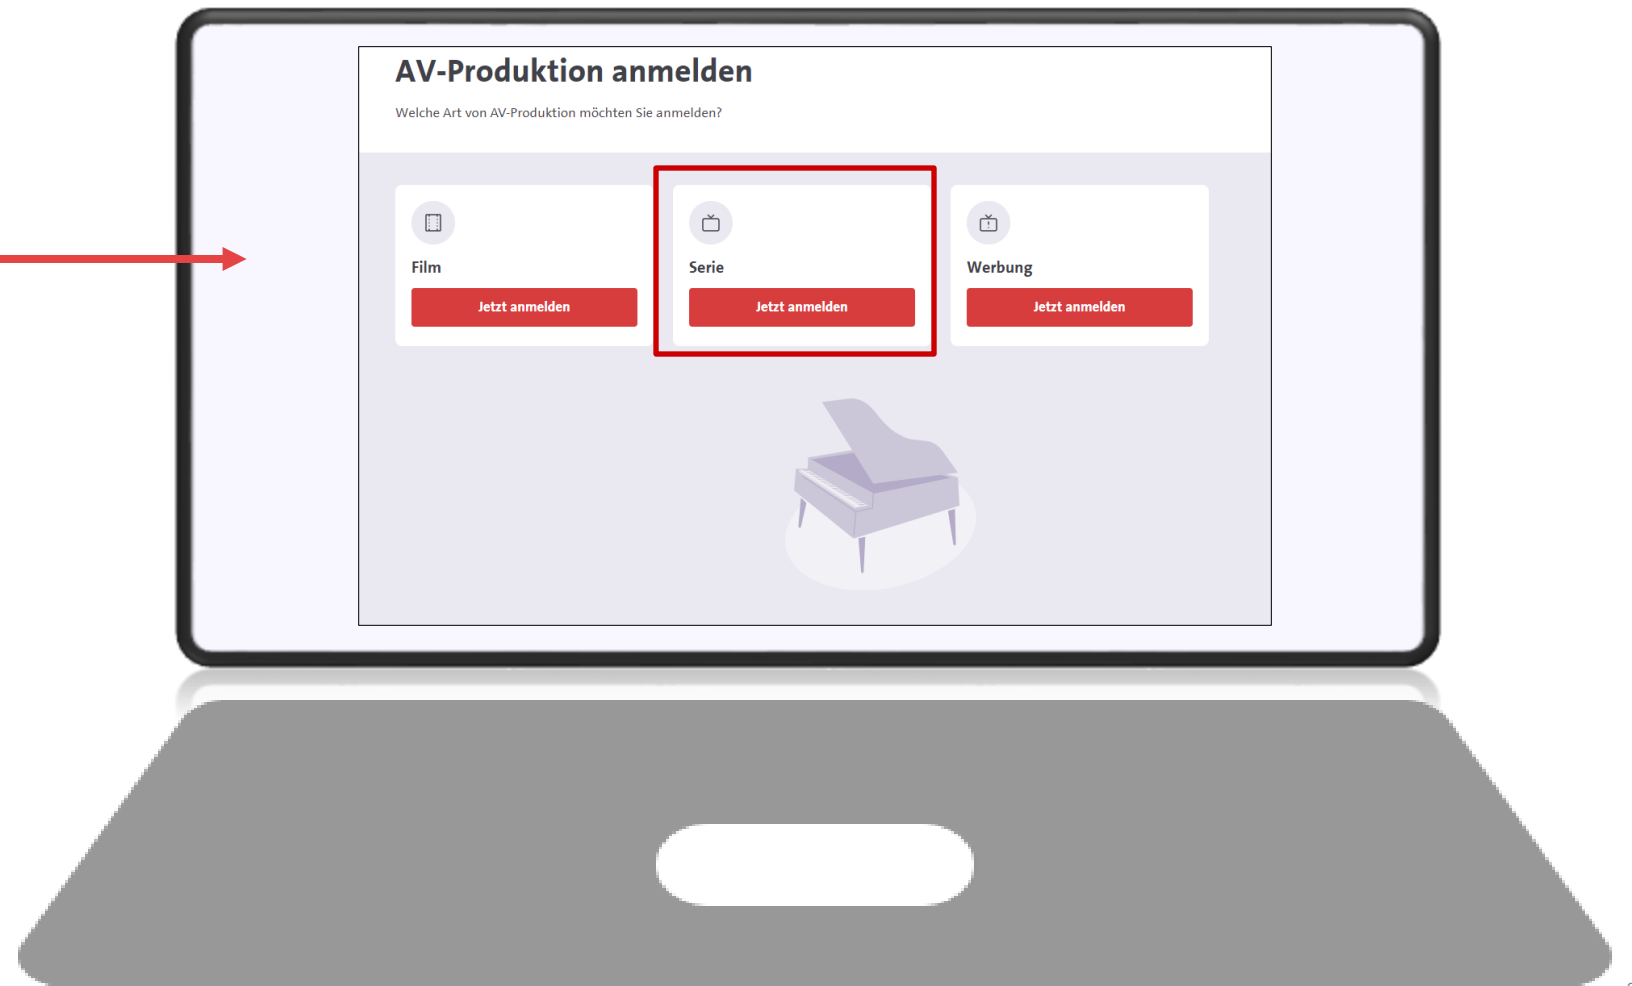 AV-Produktion anmelden
Welche Art von AV-Produktion möchten Sie anmelden?
Film
Serie
Werbung
Jetzt anmelden
Jetzt anmelden
Jetzt anmelden